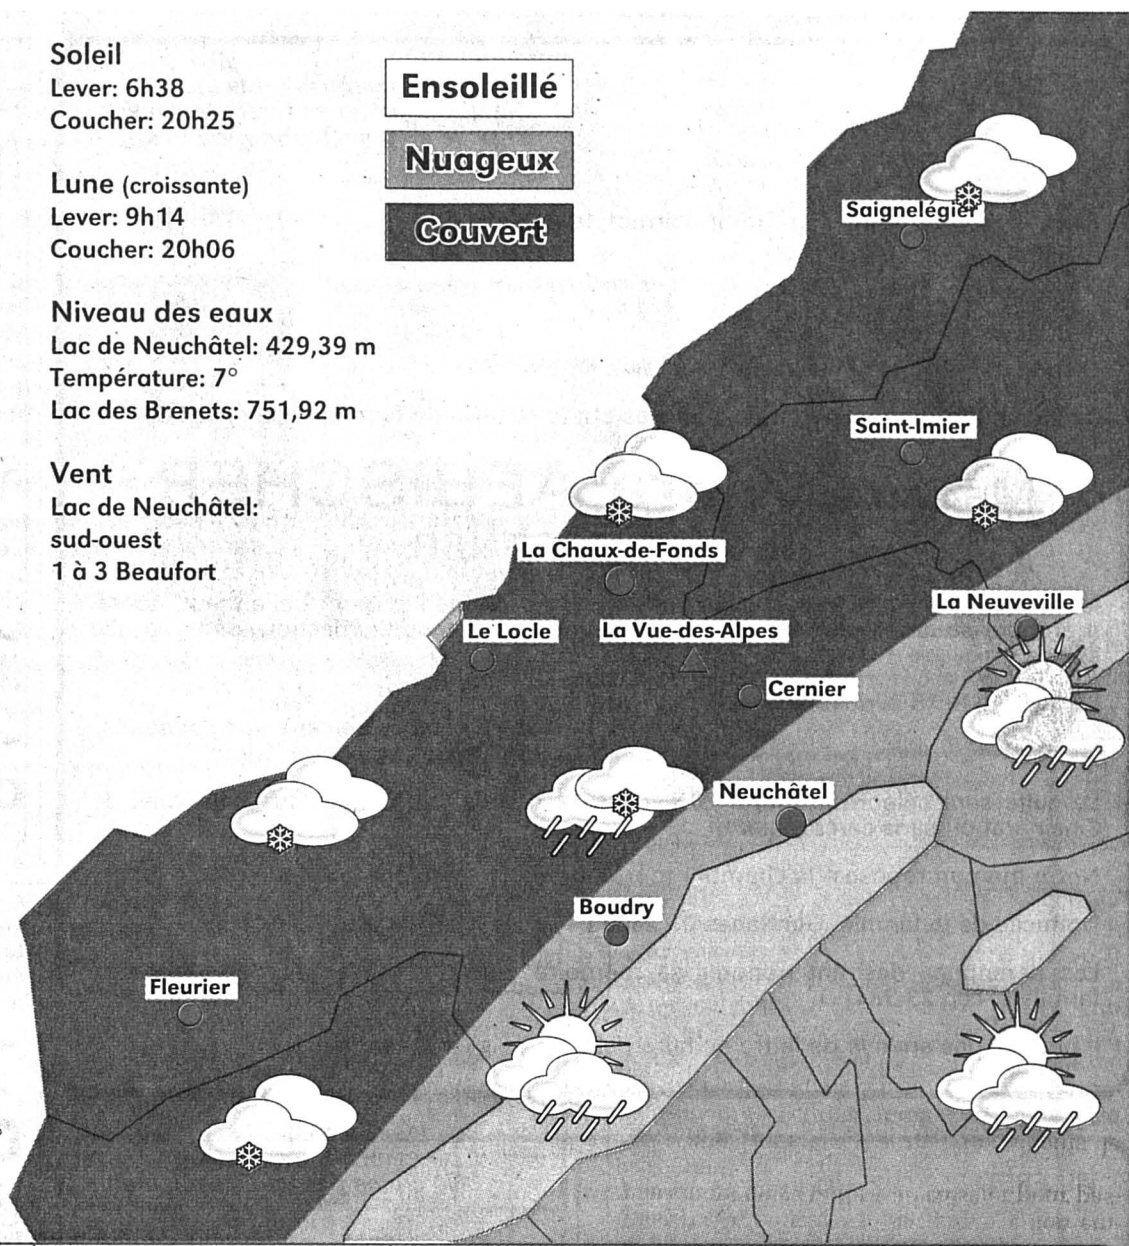 Soleil
Lever: 6h38
Coucher: 20h25
Lune (croissante)
Lever: 9h14
Coucher: 20h06
Niveau des eaux
Lac de Neuchâtel: 429,39 m
Température: 7°
Lac des Brenets: 751,92 m
Vent
Lac de Neuchâtel:
sud-ouest
1 à 3 Beaufort
Ensoleillé
Nuageux
Couvert
Saignelégier
Saint-Imier
La Chaux-de-Fonds
La Neuveville
Le Locle
La Vue-des-Alpes
Cernier
Neuchâtel
Boudry
Fleurier